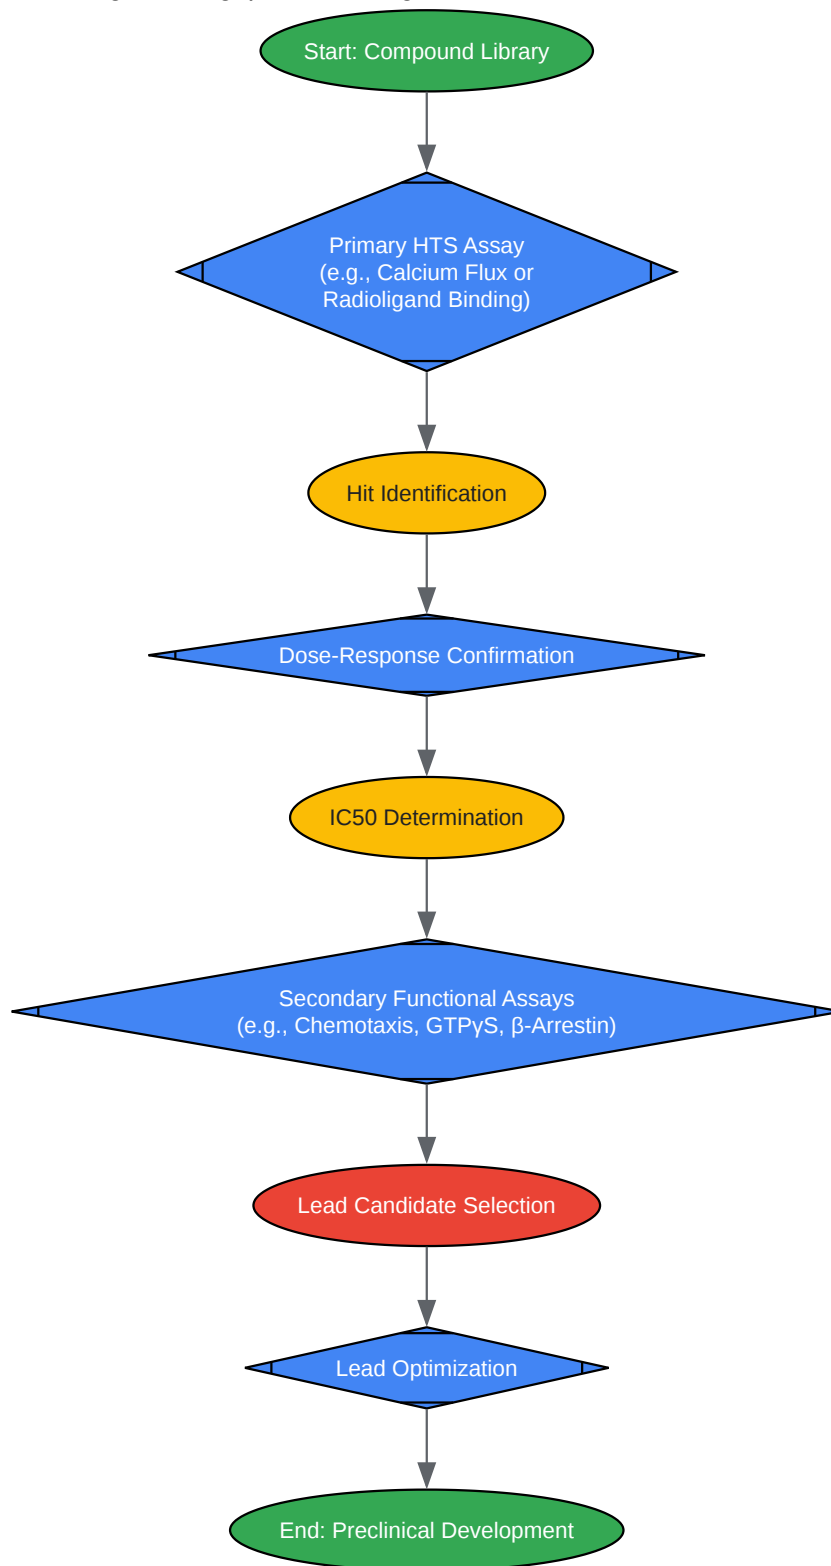 Start: Compound Library
Primary HTS Assay
(e.g., Calcium Flux or
Radioligand Binding)
Hit Identification
Dose-Response Confirmation
IC50 Determination
Secondary Functional Assays
(e.g., Chemotaxis, GTPγS, β-Arrestin)
Lead Candidate Selection
Lead Optimization
End: Preclinical Development